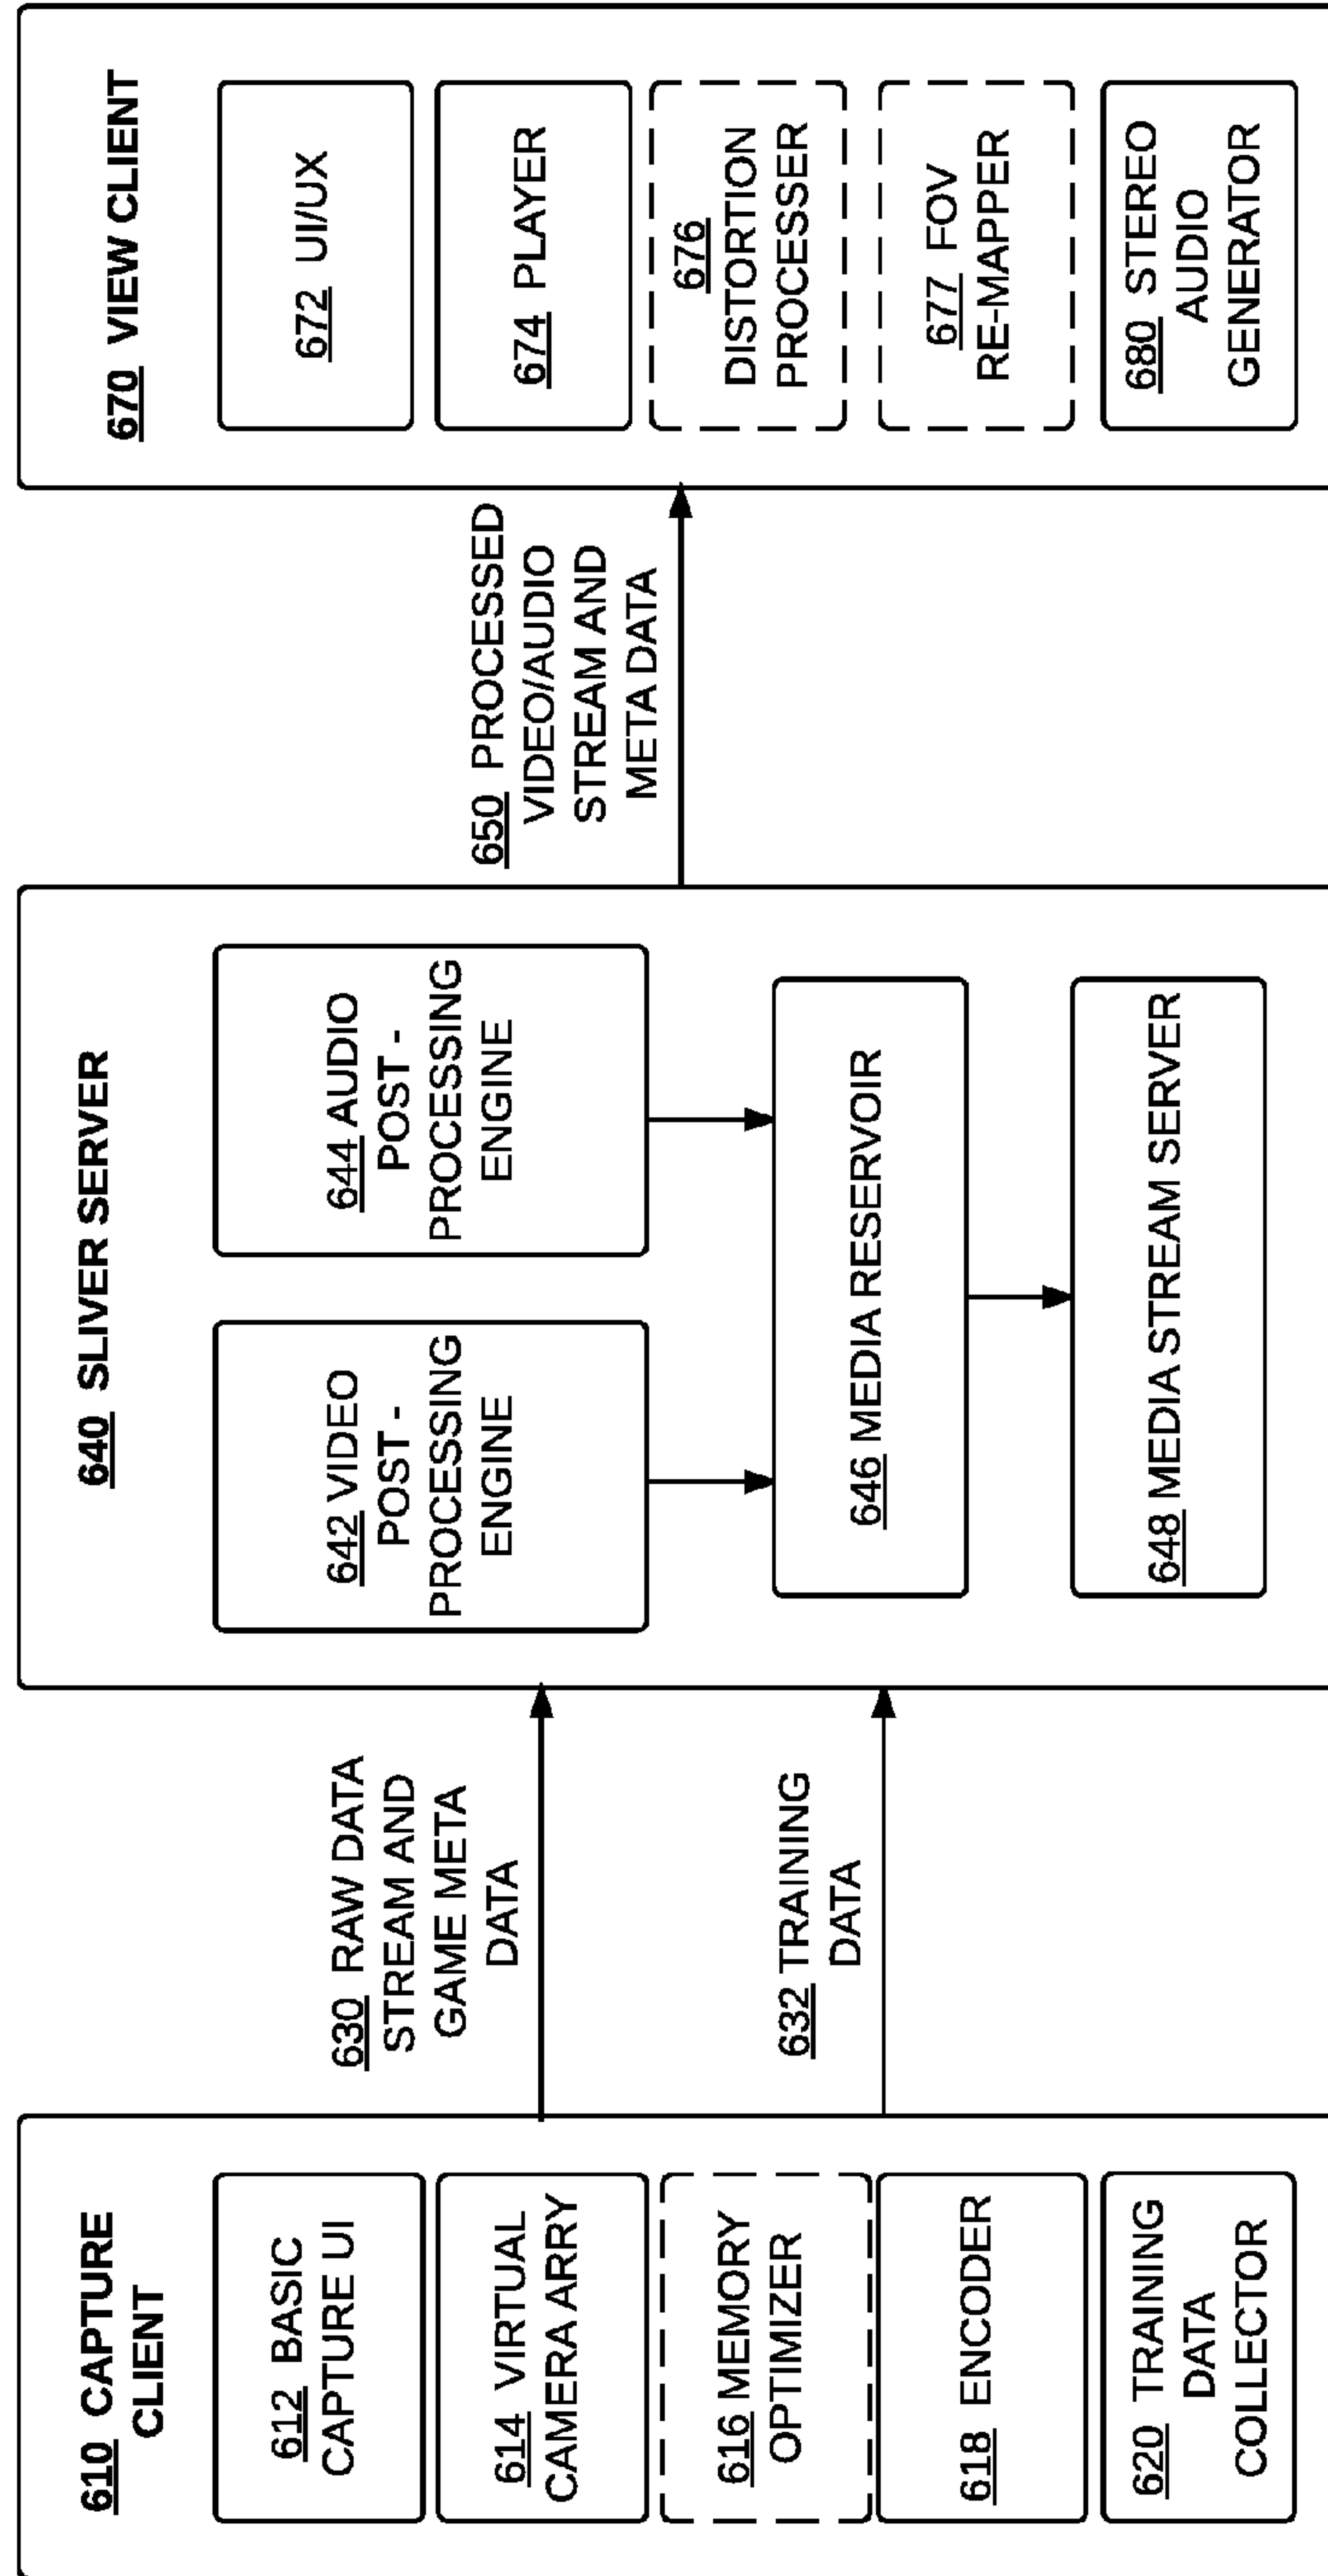 610 CAPTURE
CLIENT
612 BASIC
CAPTURE UI
614 VIRTUAL
CAMERA ARRY
616 MEMORY
OPTIMIZER
618 ENCODER
620 TRAINING
DATA
COLLECTOR
630 RAW DATA
STREAM AND
GAME META
DATA
632 TRAINING
DATA
640 SLIVER SERVER
642 VIDEO
POST -
PROCESSING
ENGINE
644 AUDIO
POST -
PROCESSING
ENGINE
646 MEDIA RESERVOIR
648 MEDIA STREAM SERVER
650 PROCESSED
VIDEO/AUDIO
STREAM AND
META DATA
670 VIEW CLIENT
672 UI/UX
674 PLAYER
676
DISTORTION
PROCESSER
677 FOV
RE-MAPPER
680 STEREO
AUDIO
GENERATOR